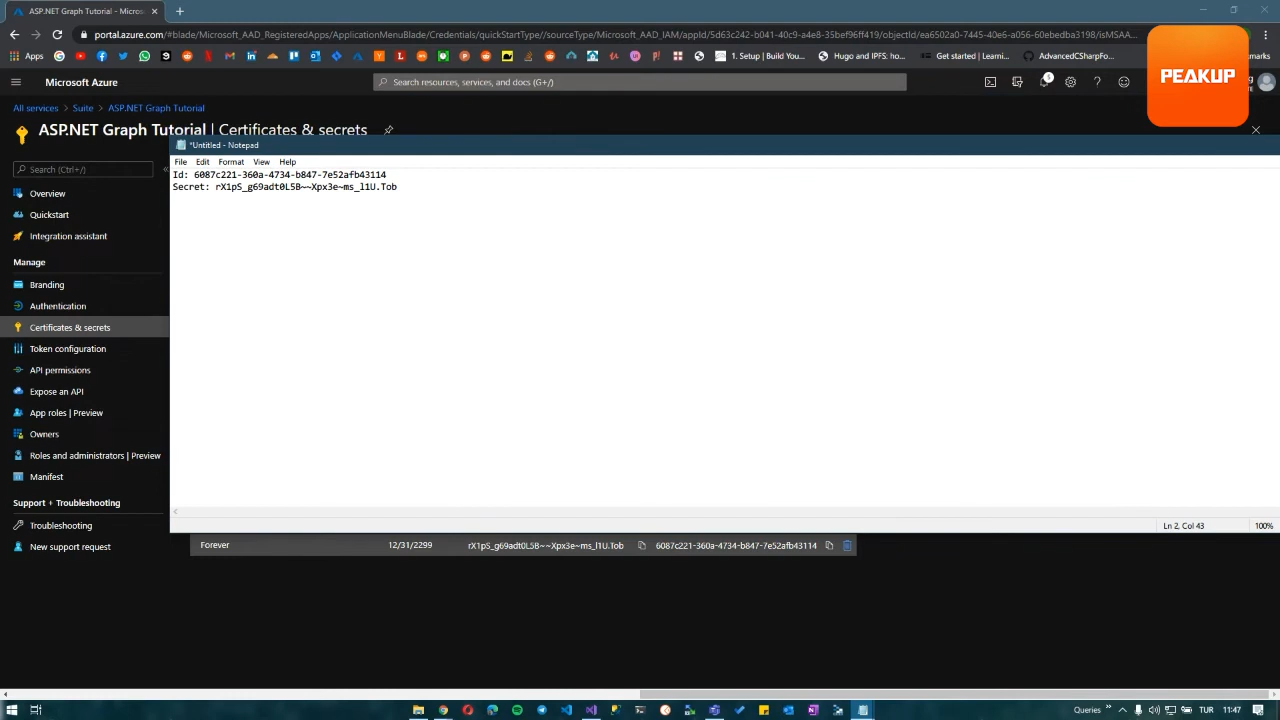 ASP.NET Graph Tutorial - Micros
portal.azure.com/#blade/Microsoft_AAD_RegisteredApps/ApplicationMenuBlade/Credentials/quickStartType//sourceType/Microsoft_AAD_IAM/appId/5d63c242-b041-40c9-a4e8-35bef96ff419/objectId/ea6502a0-7445-40e6-a056-60ebedba3198/isMSAA...
Apps
1. Setup | Build You...
Hugo and IPFS: ho...
Get started | Learni...
AdvancedCSharpFo...
Microsoft Azure
Search resources, services, and docs (G+/)
PEAKUP
All services
Suite
ASP.NET Graph Tutorial
ASP.NET Graph Tutorial | Certificates & secrets
Search (Ctrl+/)
Overview
Quickstart
Integration assistant
Manage
Branding
Authentication
Certificates & secrets
Token configuration
API permissions
Expose an API
App roles | Preview
Owners
Roles and administrators | Preview
Manifest
Support + Troubleshooting
Troubleshooting
New support request
*Untitled - Notepad
File Edit Format View Help
Id: 6087c221-360a-4734-b847-7e52afb43114
Secret: rX1pS_g69adt0L5B~~Xpx3e~ms_l1U.Tob
Ln 2, Col 43
100%
Forever 12/31/2299 rX1pS_g69adt0L5B~~Xpx3e~ms_l1U.Tob 6087c221-360a-4734-b847-7e52afb43114
Queries
TUR
11:47